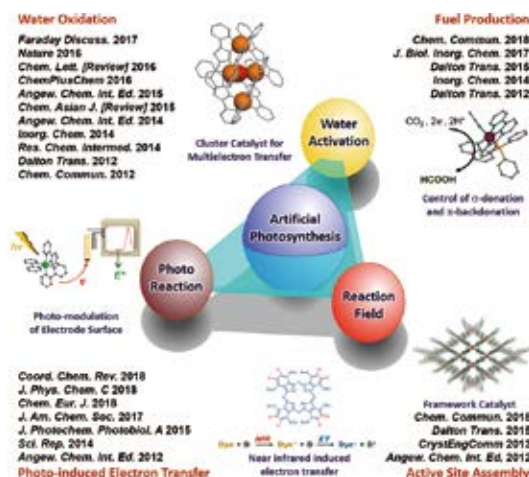 Water Oxidation
Faraday Discuss. 2017
Nature 2016
Chem. Lett. [Review] 2016
ChemPlusChem 2016
Angew. Chem. Int. Ed. 2015
Chem. Asian J. [Review] 2015
Angew. Chem. Int. Ed. 2014
Inorg. Chem. 2014
Res. Chem. Intermed. 2014
Dalton Trans. 2012
Chem. Commun. 2012
Cluster Catalyst for
Multielectron Transfer
Fuel Production
Chem. Commun. 2018
J. Biol. Inorg. Chem. 2017
Dalton Trans. 2015
Inorg. Chem.
Dalton Trans. 2012
CO2, 2e-, 2H+
HCOOH
Control of σ-donation
and π-backdonation
Water
Activation
Artificial
Photosynthesis
Photo
Reaction
Reaction
Field
Photo-modulation
of Electrode Surface
Coord. Chem. Rev. 2018
J. Phys. Chem. C 2018
Chem. Eur. J. 2018
J. Am. Chem. Soc. 2017
J. Photochem. Photobiol. A 2015
Sci. Rep. 2014
Angew. Chem. Int. Ed. 2012
Photo-induced Electron Transfer
Near infrared induced
electron transfer
Framework Catalyst
Chem. Commun. 2018
Dalton Trans. 2015
CrystEngComm
Angew. Chem. Int. Ed. 2012
Active Site Assembly